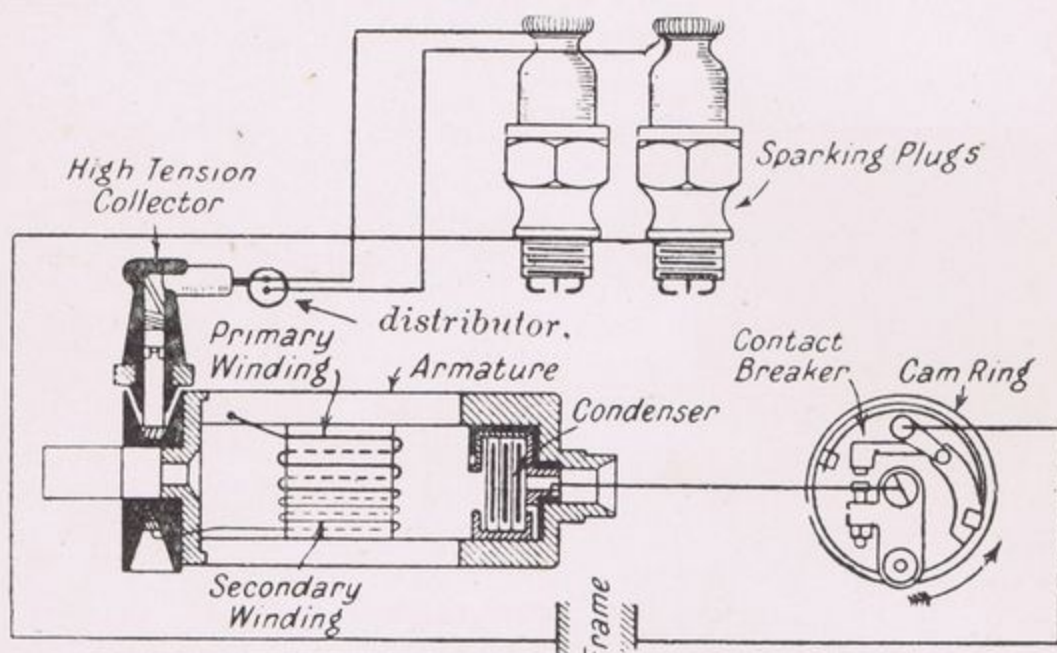 Sparking Plugs
High Tension
Collector
distributor.
Primary
Winding
Armature
Contact
Breaker
Cam Ring
Condenser
Secondary
Winding
Frame